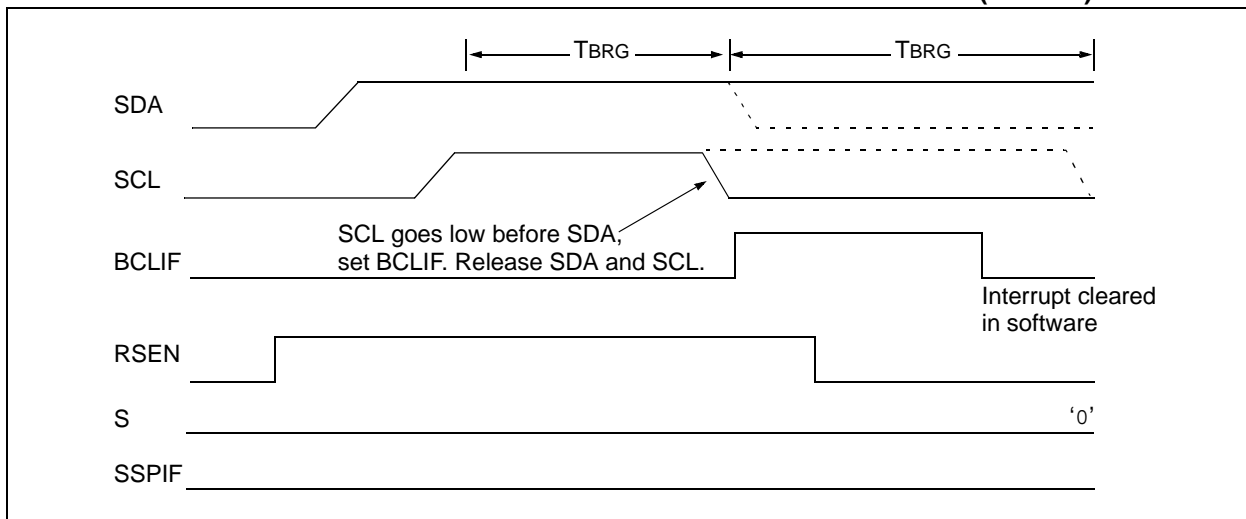 TBRG TBRG
SDA
SCL
SCL goes low before SDA,
set BCLIF. Release SDA and SCL.
BCLIF
Interrupt cleared
in software
RSEN
S ‘0’
SSPIF